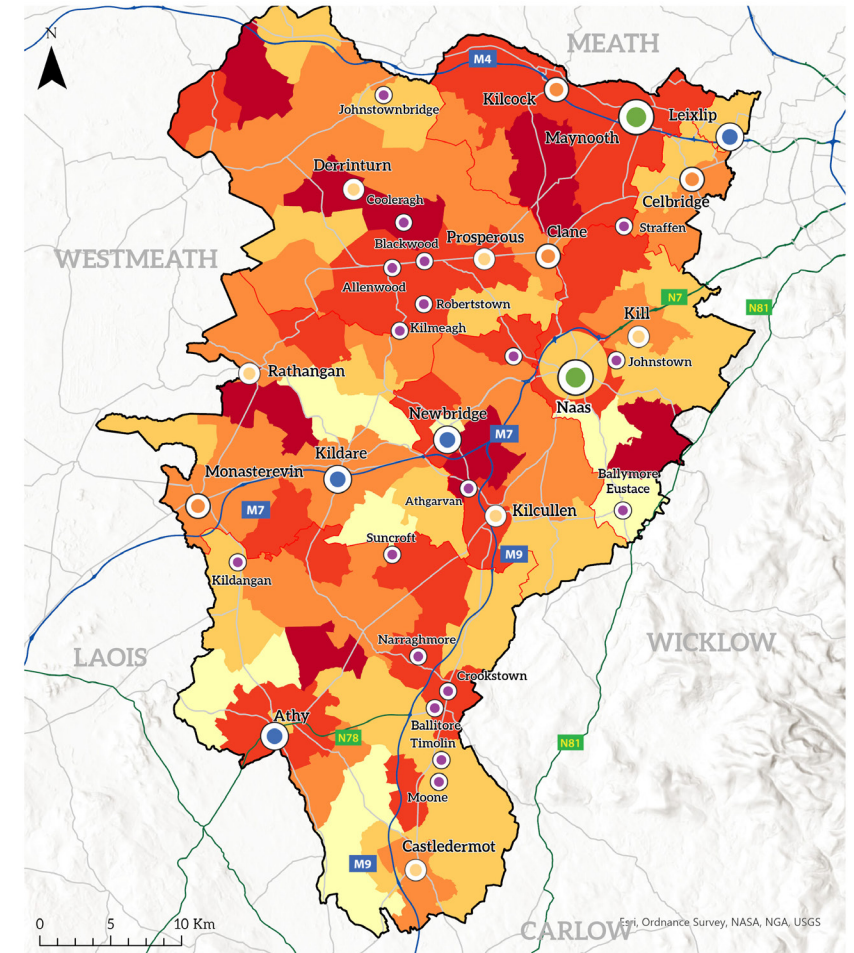 N
MEATH
M4
Kilcock
Leixlip
Johnstownbridge
Maynooth
Derrinturn
Celbridge
Cooleragh
Straffen
Blackwood
Prosperous
Clane
WESTMEATH
Allenwood
N7
Robertstown
N81
Kill
Kilmeagh
Johnstown
Rathangan
Naas
Newbridge
M7
Kildare
Monasterevin
Ballymore
Eustace
Athgarvan
M7
Kilcullen
Suncroft
M9
Kildangan
Narraghmore
WICKLOW
LAOIS
Crookstown
Athy
Ballitore
N78
Timolin
N81
Moone
Castledermot
M9
0 5 10 Km
CARLOW
Esri, Ordnance Survey, NASA, NGA, USGS